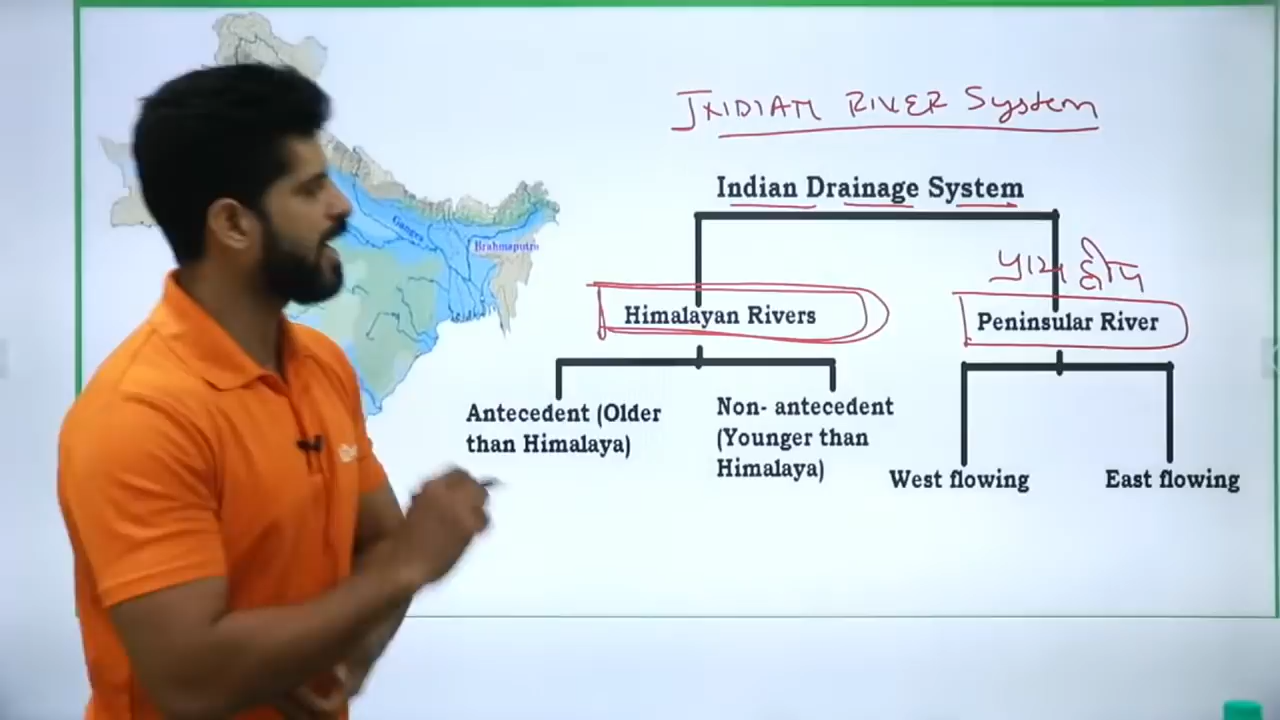 INDIAN RIVER System
Indian Drainage System
Ganges
Brahmaputra
Himalayan Rivers
Peninsular River
Antecedent (Older
than Himalaya)
Non- antecedent
(Younger than
Himalaya)
West flowing
East flowing